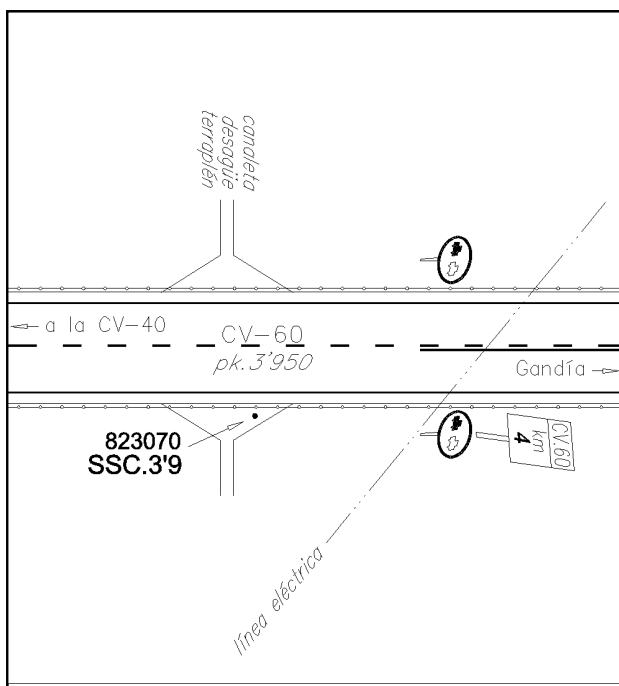 canaleta
desagüe
terraplén
a la CV-40
CV-60
pk.3'950
Gandía
823070
SSC.3'9
CV.60
km
4
línea eléctrica